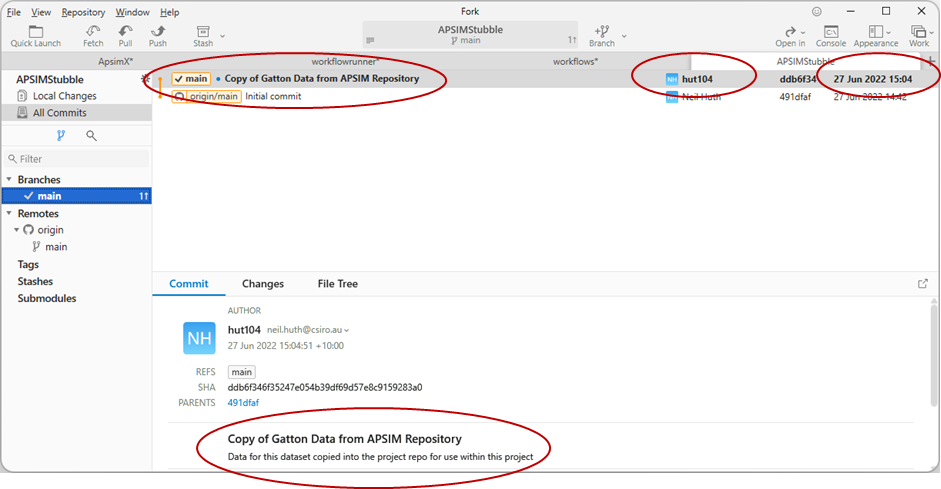 File View Repository Window Help Fork
Quick Launch Fetch Pull Push Stash APSIMStubble main 1↑ Branch Open in Console Appearance Work
ApsimX* workflowrunner* workflows* APSIMStubble
APSIMStubble
Local Changes
All Commits
Filter
Branches
main 1↑
Remotes
origin
main
Tags
Stashes
Submodules
main Copy of Gatton Data from APSIM Repository NH hut104 ddb6f34 27 Jun 2022 15:04
origin/main Initial commit NH Neil Huth 491dfaf 27 Jun 2022 14:42
Commit Changes File Tree
AUTHOR
NH hut104 neil.huth@csiro.au
27 Jun 2022 15:04:51 +10:00
REFS main
SHA ddb6f346f35247e054b39df69d57e8c9159283a0
PARENTS 491dfaf
Copy of Gatton Data from APSIM Repository
Data for this dataset copied into the project repo for use within this project